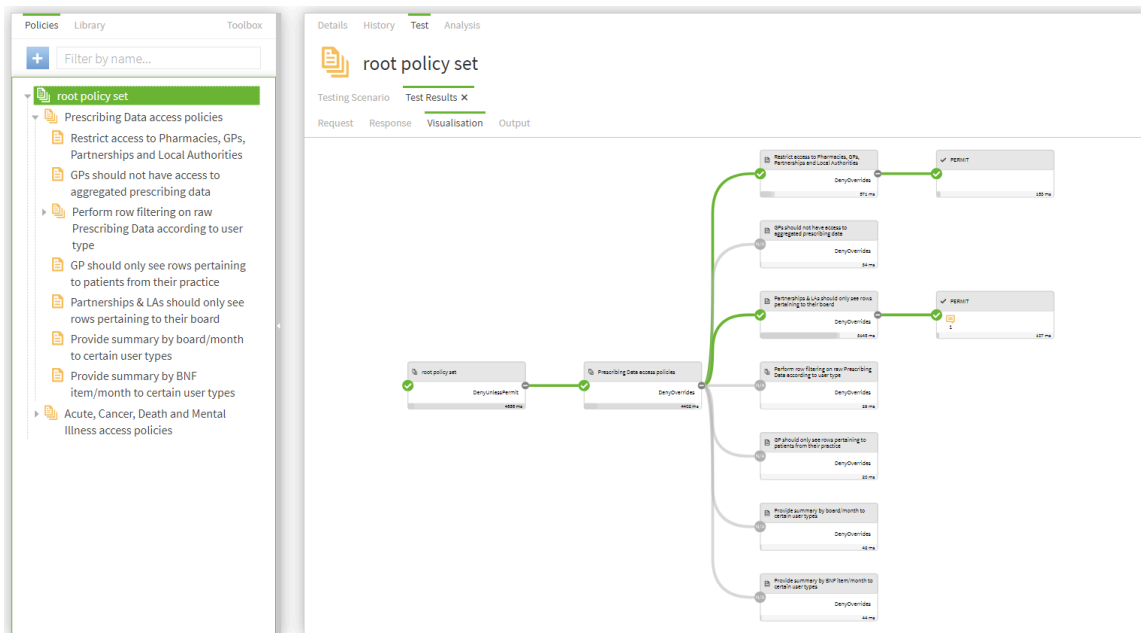 Policies Library Toolbox
Filter by name...
root policy set
Prescribing Data access policies
Restrict access to Pharmacies, GPs,
Partnerships and Local Authorities
GPs should not have access to
aggregated prescribing data
Perform row filtering on raw
Prescribing Data according to user
type
GP should only see rows pertaining
to patients from their practice
Partnerships & LAs should only see
rows pertaining to their board
Provide summary by board/month
to certain user types
Provide summary by BNF
item/month to certain user types
Acute, Cancer, Death and Mental
Illness access policies
Details History Test Analysis
root policy set
Testing Scenario Test Results ×
Request Response Visualisation Output
root policy set
DenyUnlessPermit
Prescribing Data access policies
DenyOverrides
Restrict access to Pharmacies, GPs,
Partnerships and Local Authorities
DenyOverrides
571 ms
PERMIT
N/A
GPs should not have access to
aggregated prescribing data
DenyOverrides
54 ms
Partnerships & LAs should only see rows
pertaining to their board
DenyOverrides
PERMIT
N/A
Perform row filtering on raw Prescribing
Data according to user type
DenyOverrides
N/A
GP should only see rows pertaining to
patients from their practice
DenyOverrides
N/A
Provide summary by board/month to
certain user types
DenyOverrides
N/A
Provide summary by BNF item/month to
certain user types
DenyOverrides
44 ms